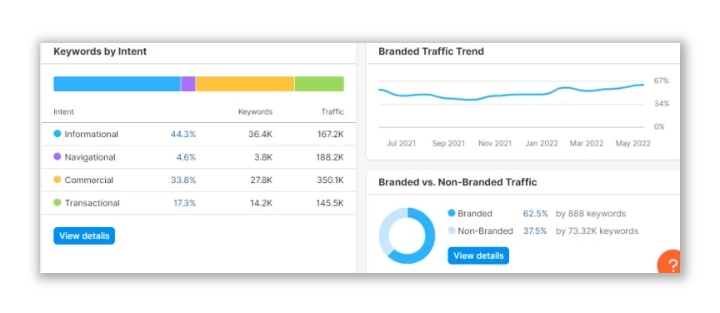 Keywords by Intent
Intent Keywords Traffic
Informational 44.3% 36.4K 167.2K
Navigational 4.6% 3.8K 188.2K
Commercial 33.8% 27.8K 350.1K
Transactional 17.3% 14.2K 145.5K
View details
Branded Traffic Trend
67%
34%
0%
Jul 2021 Sep 2021 Nov 2021 Jan 2022 Mar 2022 May 2022
Branded vs. Non-Branded Traffic
Branded 62.5% by 888 keywords
Non-Branded 37.5% by 73.32K keywords
View details
?